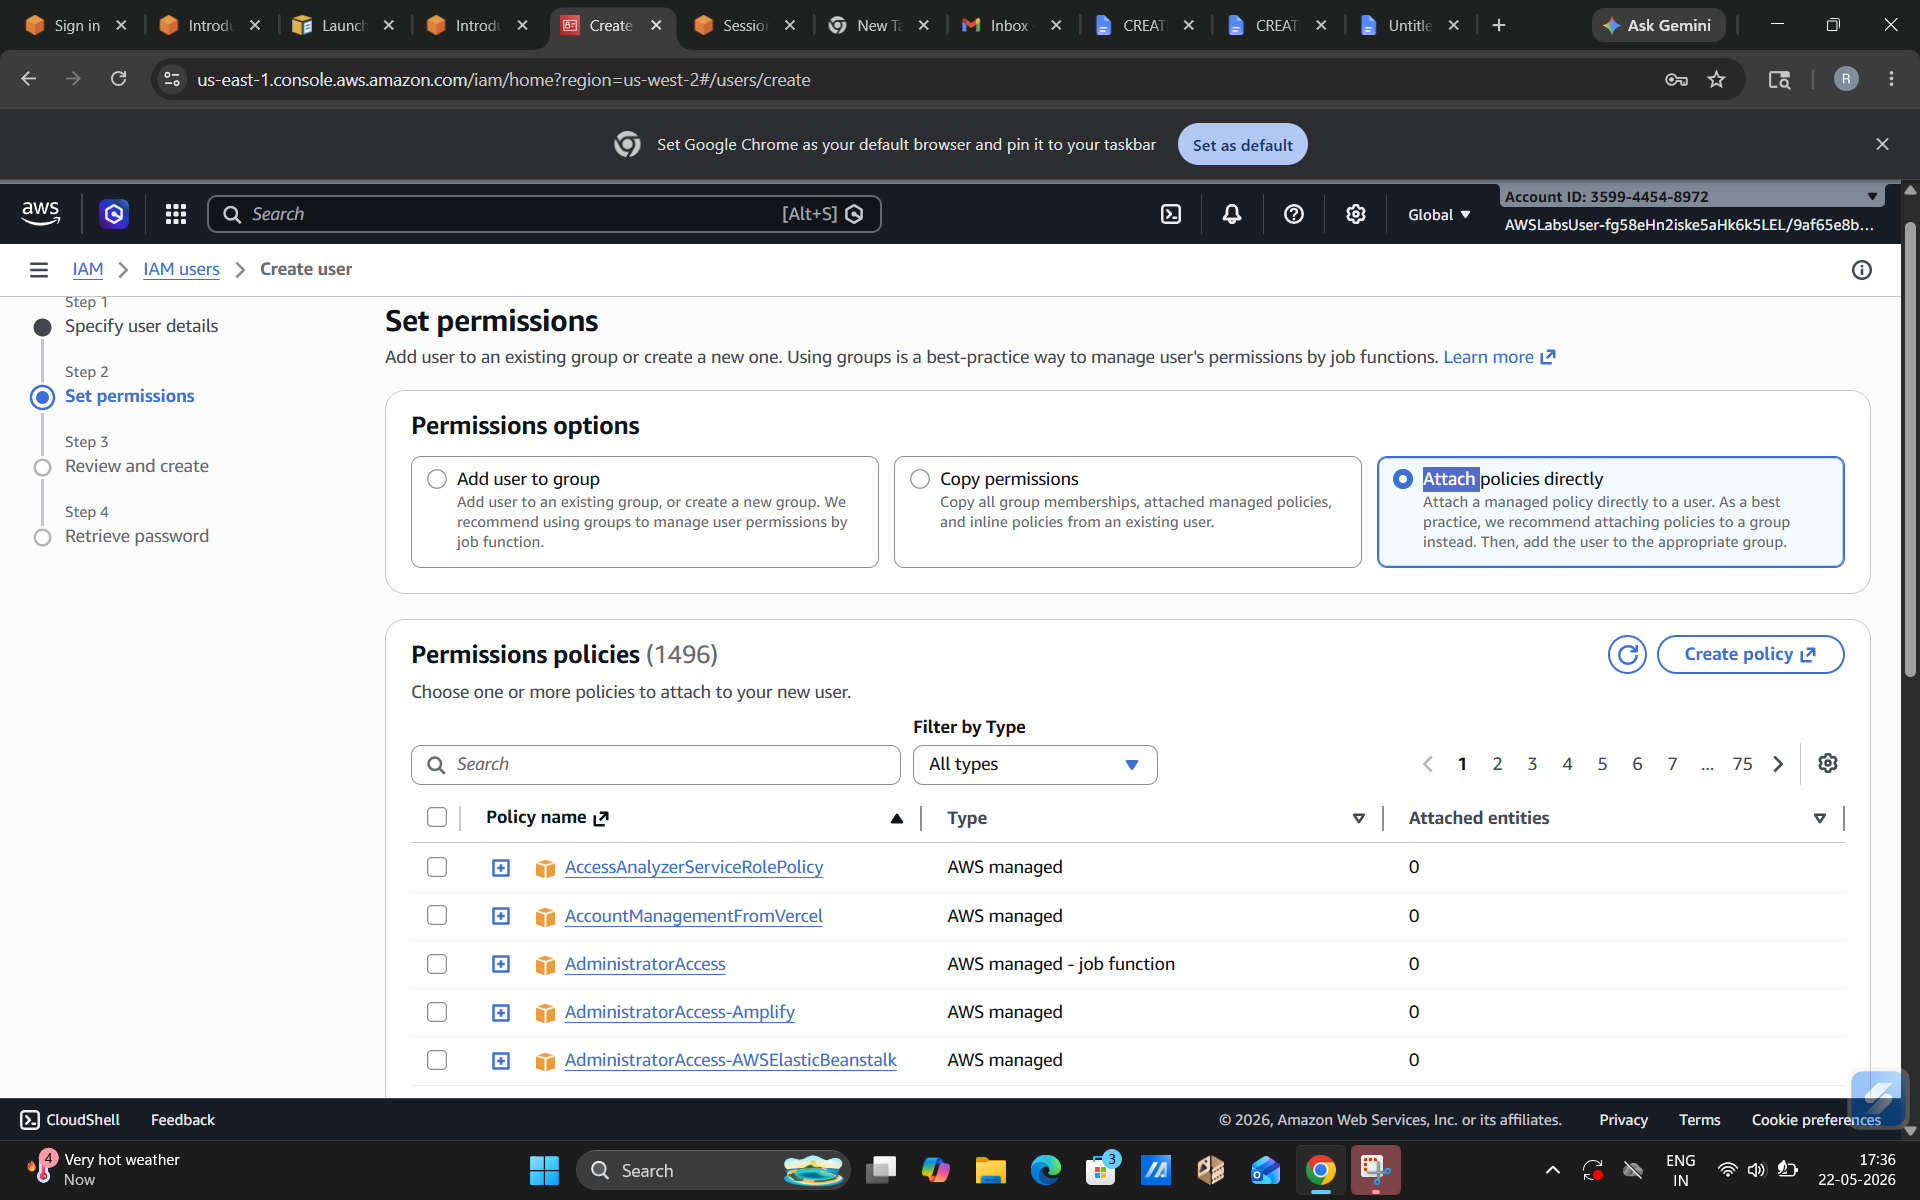 Sign in
Introdu
Launch
Introdu
Create
Session
New Ta
Inbox
CREAT
CREAT
Untitle
Ask Gemini
us-east-1.console.aws.amazon.com/iam/home?region=us-west-2#/users/create
R
Set Google Chrome as your default browser and pin it to your taskbar
Set as default
aws
Search
[Alt+S]
Global
Account ID: 3599-4454-8972
AWSLabsUser-fg58eHn2iske5aHk6k5LEL/9af65e8b...
IAM
IAM users
Create user
Step 1
Specify user details
Step 2
Set permissions
Step 3
Review and create
Step 4
Retrieve password
Set permissions
Add user to an existing group or create a new one. Using groups is a best-practice way to manage user's permissions by job functions. Learn more
Permissions options
Add user to group
Add user to an existing group, or create a new group. We
recommend using groups to manage user permissions by
job function.
Copy permissions
Copy all group memberships, attached managed policies,
and inline policies from an existing user.
Attach policies directly
Attach a managed policy directly to a user. As a best
practice, we recommend attaching policies to a group
instead. Then, add the user to the appropriate group.
Permissions policies (1496)
Create policy
Choose one or more policies to attach to your new user.
Filter by Type
Search
All types
1 2 3 4 5 6 7 ... 75
Policy name Type Attached entities
AccessAnalyzerServiceRolePolicy AWS managed 0
AccountManagementFromVercel AWS managed 0
AdministratorAccess AWS managed - job function 0
AdministratorAccess-Amplify AWS managed 0
AdministratorAccess-AWSElasticBeanstalk AWS managed 0
CloudShell
Feedback
© 2026, Amazon Web Services, Inc. or its affiliates.
Privacy
Terms
Cookie preferences
4
Very hot weather
Now
Search
3
ENG
IN
17:36
22-05-2026